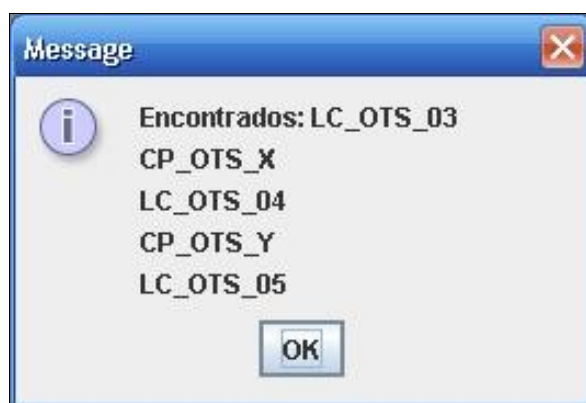 Message
Encontrados: LC_OTS_03
CP_OTS_X
LC_OTS_04
CP_OTS_Y
LC_OTS_05
OK